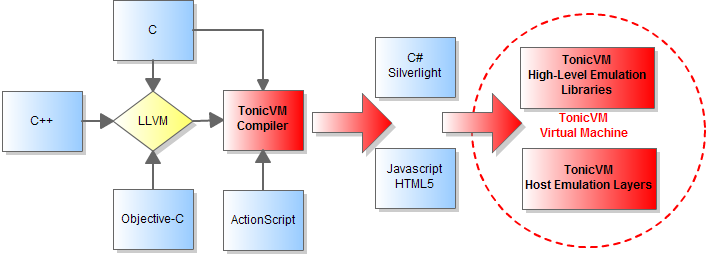 C
C++
LLVM
Objective-C
TonicVM
Compiler
ActionScript
C#
Silverlight
Javascript
HTML5
TonicVM
High-Level Emulation
Libraries
TonicVM
Virtual Machine
TonicVM
Host Emulation Layers